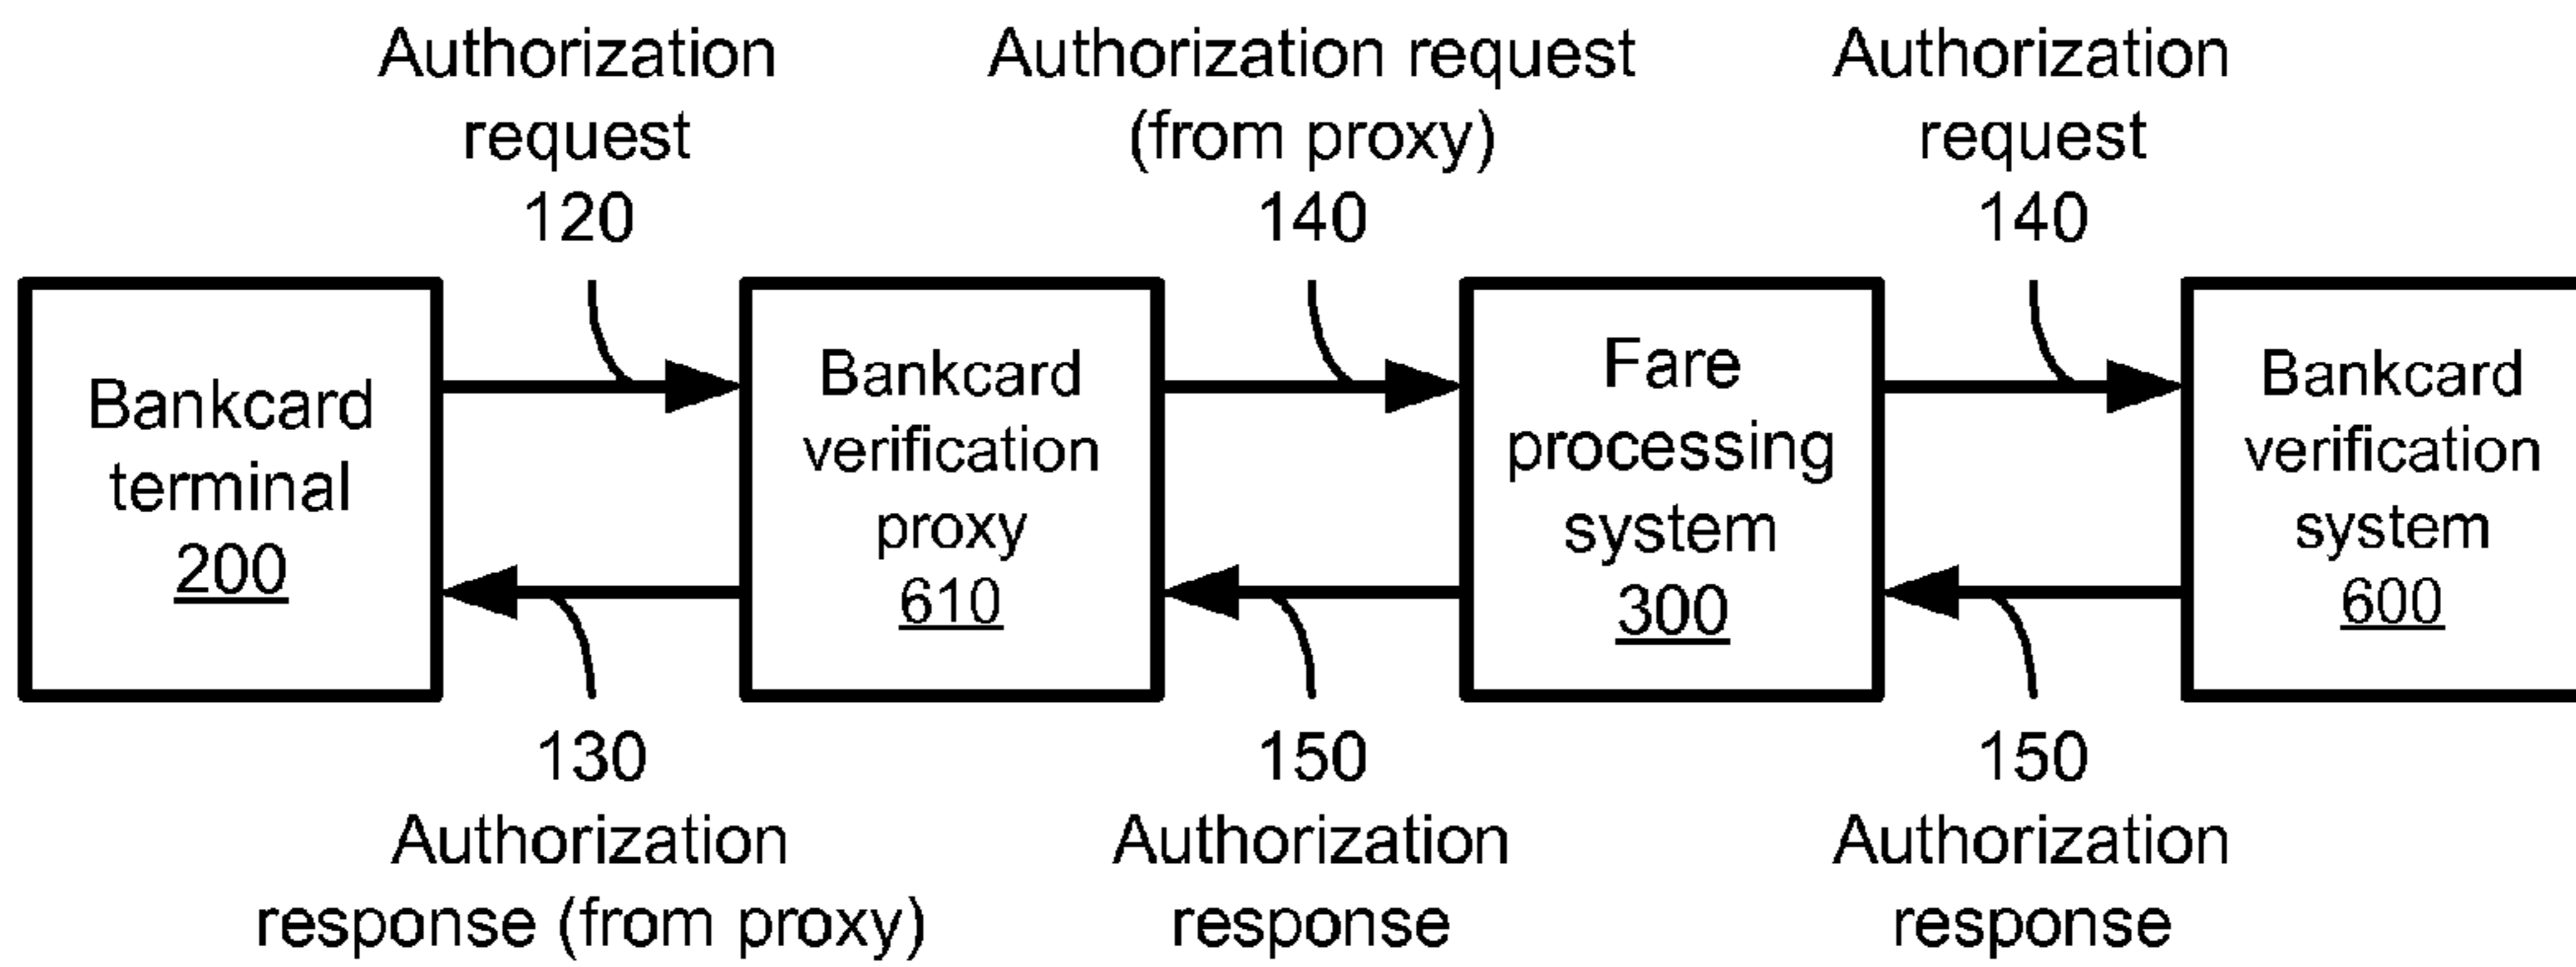 Authorization
request
120
Authorization request
(from proxy)
140
Authorization
request
140
Bankcard
terminal
200
Bankcard
verification
proxy
610
Fare
processing
system
300
Bankcard
verification
system
600
130
Authorization
response (from proxy)
150
Authorization
response
150
Authorization
response